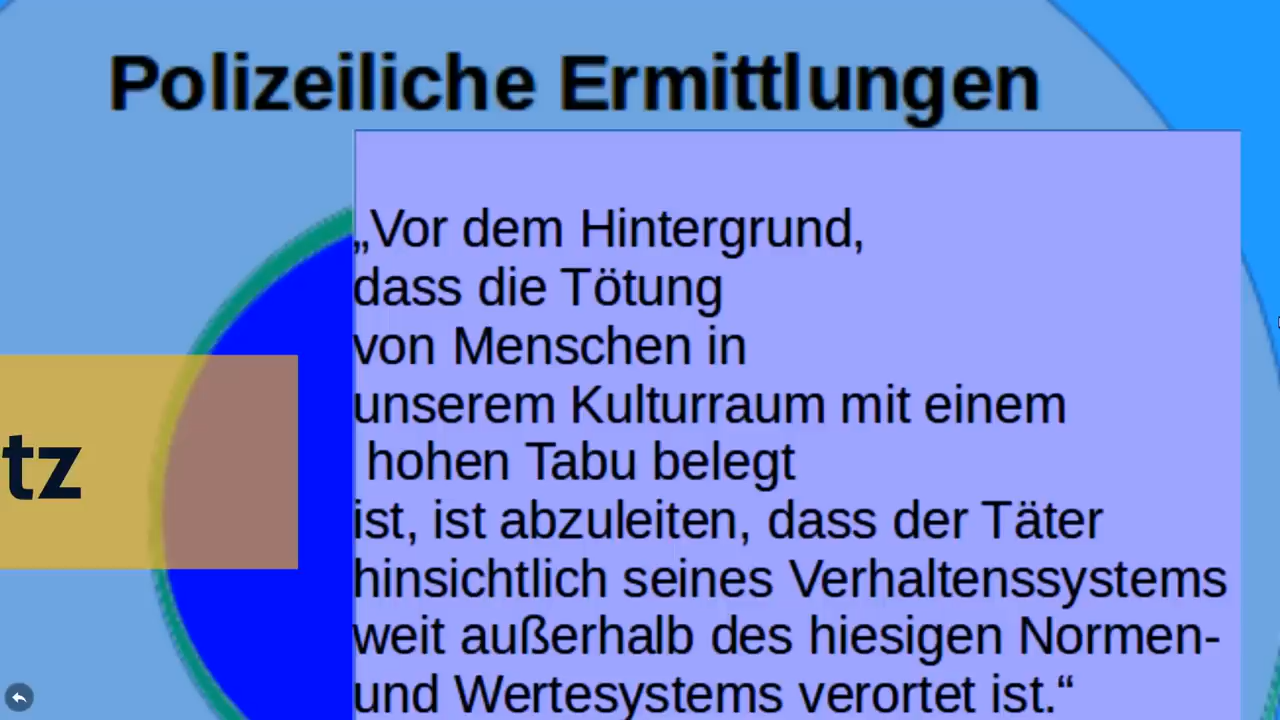 Polizeiliche Ermittlungen
„Vor dem Hintergrund,
dass die Tötung
von Menschen in
unserem Kulturraum mit einem
hohen Tabu belegt
tz
ist, ist abzuleiten, dass der Täter
hinsichtlich seines Verhaltenssystems
weit außerhalb des hiesigen Normen-
und Wertesystems verortet ist.“